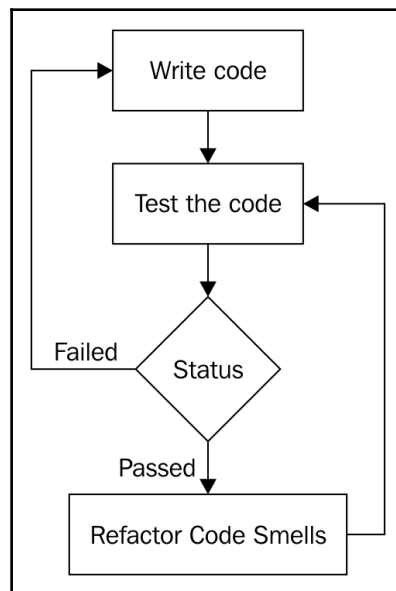 Write code
Test the code
Status
Failed
Passed
Refactor Code Smells